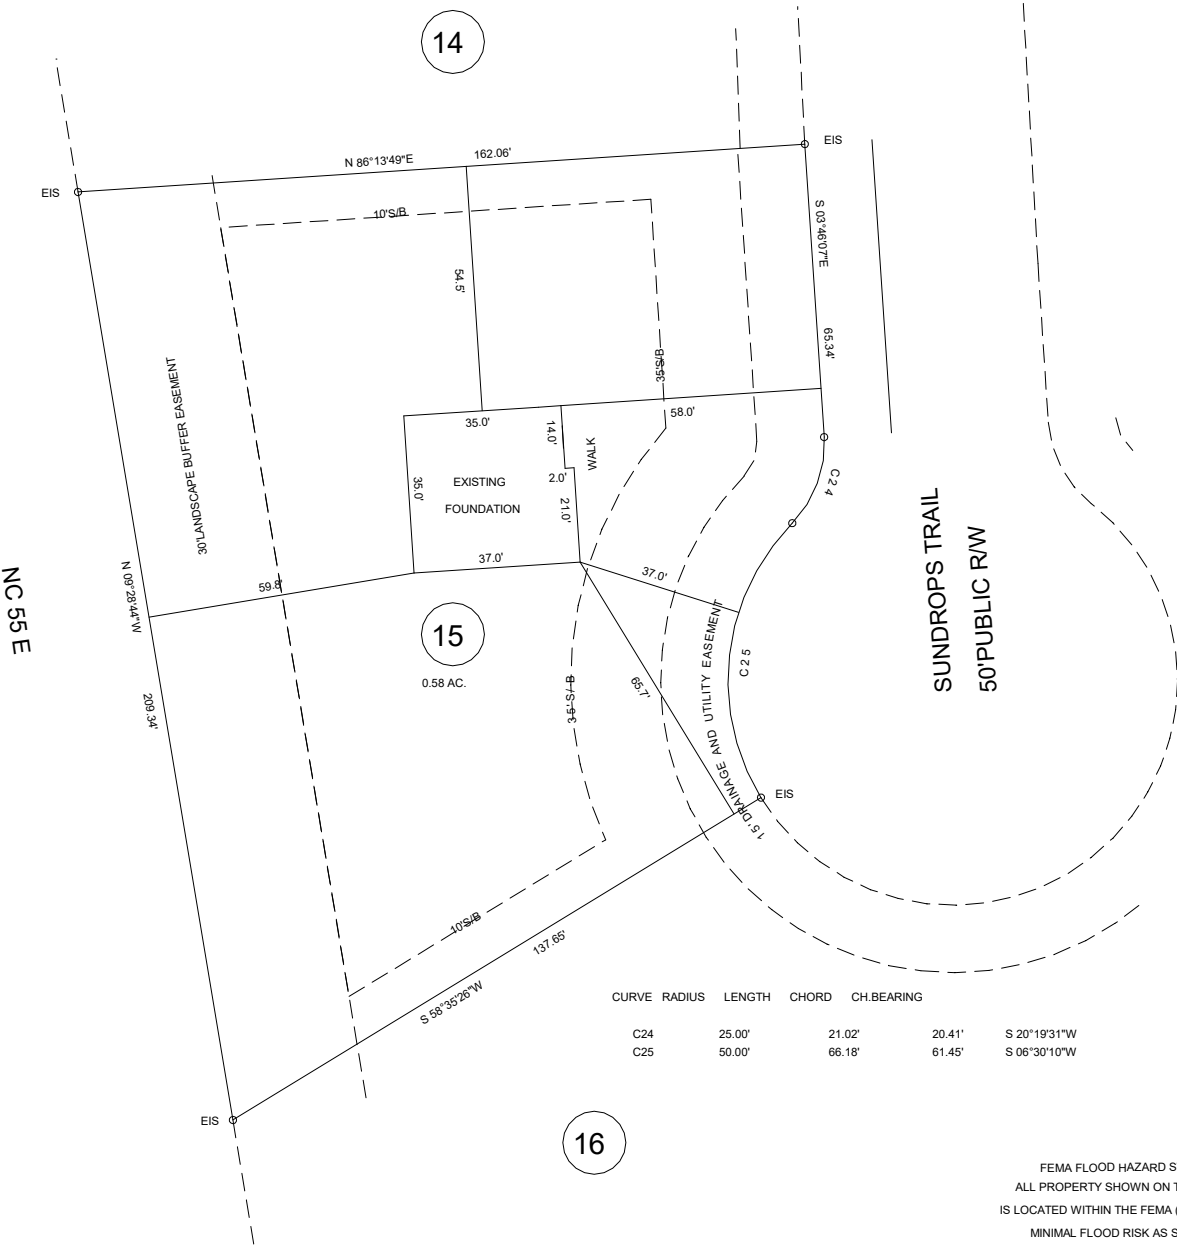 14
EIS
N 86°13'49"E
162.06'
EIS
10'S/B
S 03°46'07"E
54.5'
65.34'
35'S/B
30'LANDSCAPE BUFFER EASEMENT
35.0'
58.0'
14.0'
WALK
35.0'
EXISTING
FOUNDATION
2.0'
21.0'
C24
37.0'
37.0'
59.8'
N 09°28'44"W
209.34'
NC 55 E
15
0.58 AC.
35'S/B
65.7'
15'DRAINAGE AND UTILITY EASEMENT
C25
SUNDROPS TRAIL
50'PUBLIC R/W
EIS
10'S/B
137.65'
S 58°35'26"W
EIS
CURVE RADIUS LENGTH CHORD CH.BEARING
C24 25.00' 21.02' 20.41' S 20°19'31"W
C25 50.00' 66.18' 61.45' S 06°30'10"W
16
FEMA FLOOD HAZARD
ALL PROPERTY SHOWN ON
IS LOCATED WITHIN THE FEMA
MINIMAL FLOOD RISK AS